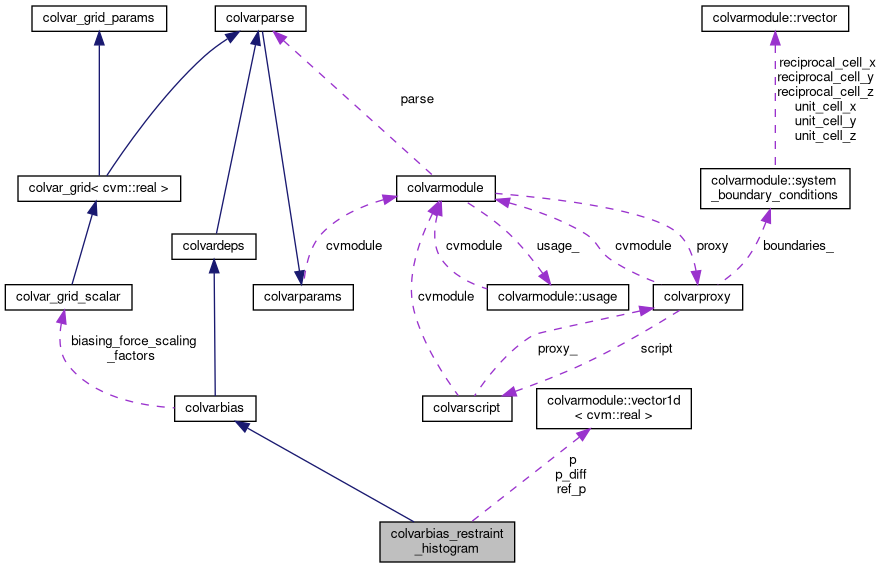 colvar_grid_params
colvarparse
colvarmodule::rvector
reciprocal_cell_x
reciprocal_cell_y
reciprocal_cell_z
unit_cell_x
unit_cell_y
unit_cell_z
parse
colvar_grid< cvm::real >
colvarmodule
colvarmodule::system
_boundary_conditions
colvardeps
cvmodule
cvmodule
usage_
cvmodule
proxy
boundaries_
colvar_grid_scalar
colvarparams
cvmodule
colvarmodule::usage
colvarproxy
biasing_force_scaling
_factors
proxy_
script
colvarbias
colvarscript
colvarmodule::vector1d
< cvm::real >
p
p_diff
ref_p
colvarbias_restraint
_histogram